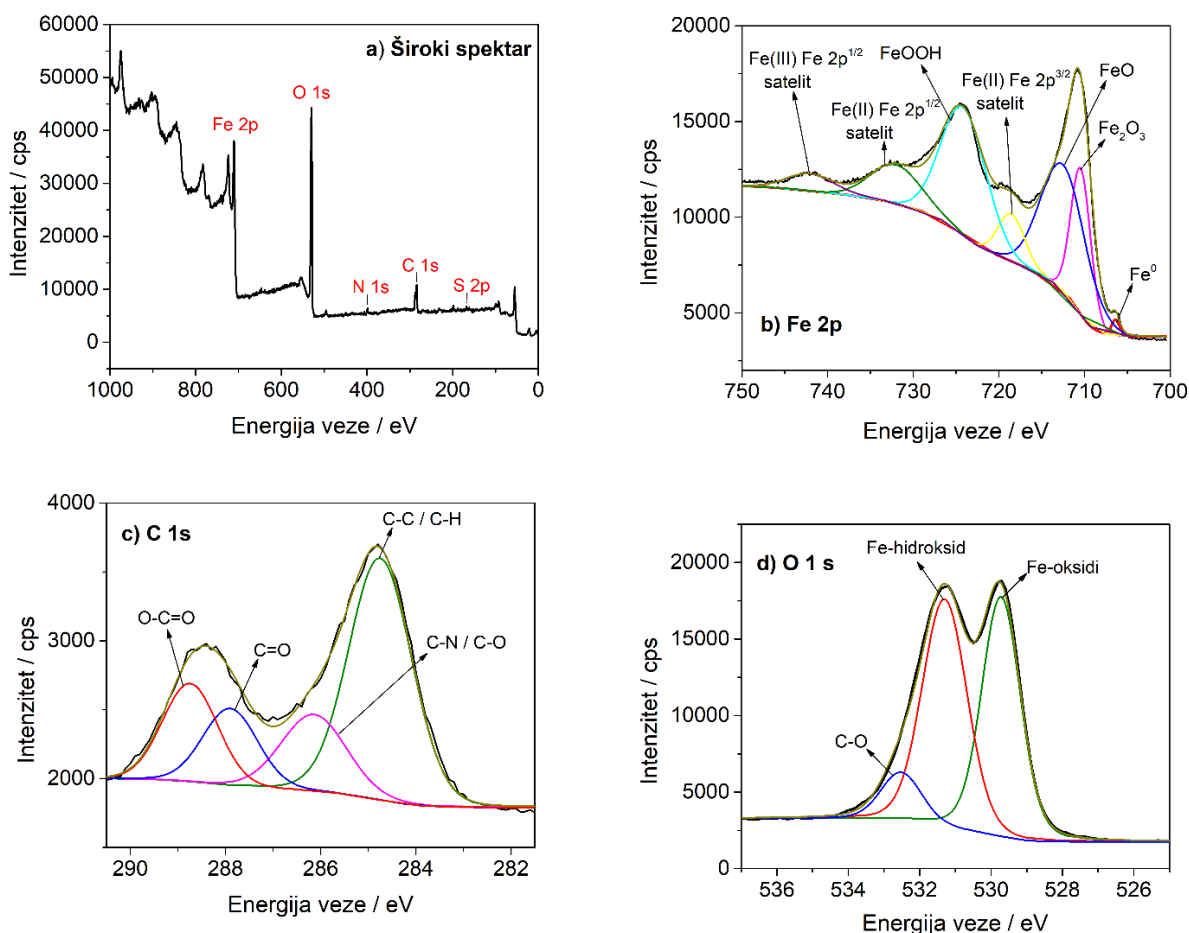 a) Široki spektar
O 1s
Fe 2p
N 1s
C 1s
S 2p
60000
50000
40000
30000
20000
10000
0
1000
800
600
400
200
0
Intenzitet / cps
Energija veze / eV
Fe(III) Fe 2p1/2
satelit
FeOOH
Fe(II) Fe 2p1/2
satelit
Fe(II) Fe 2p3/2
satelit
FeO
Fe2O3
Fe0
b) Fe 2p
20000
15000
10000
5000
750
740
730
720
710
700
Intenzitet / cps
Energija veze / eV
c) C 1s
C-C / C-H
O-C=O
C=O
C-N / C-O
4000
3000
2000
290
288
286
284
282
Intenzitet / cps
Energija veze / eV
d) O 1 s
Fe-hidroksid
Fe-oksidi
C-O
20000
15000
10000
5000
0
536
534
532
530
528
526
Intenzitet / cps
Energija veze / eV